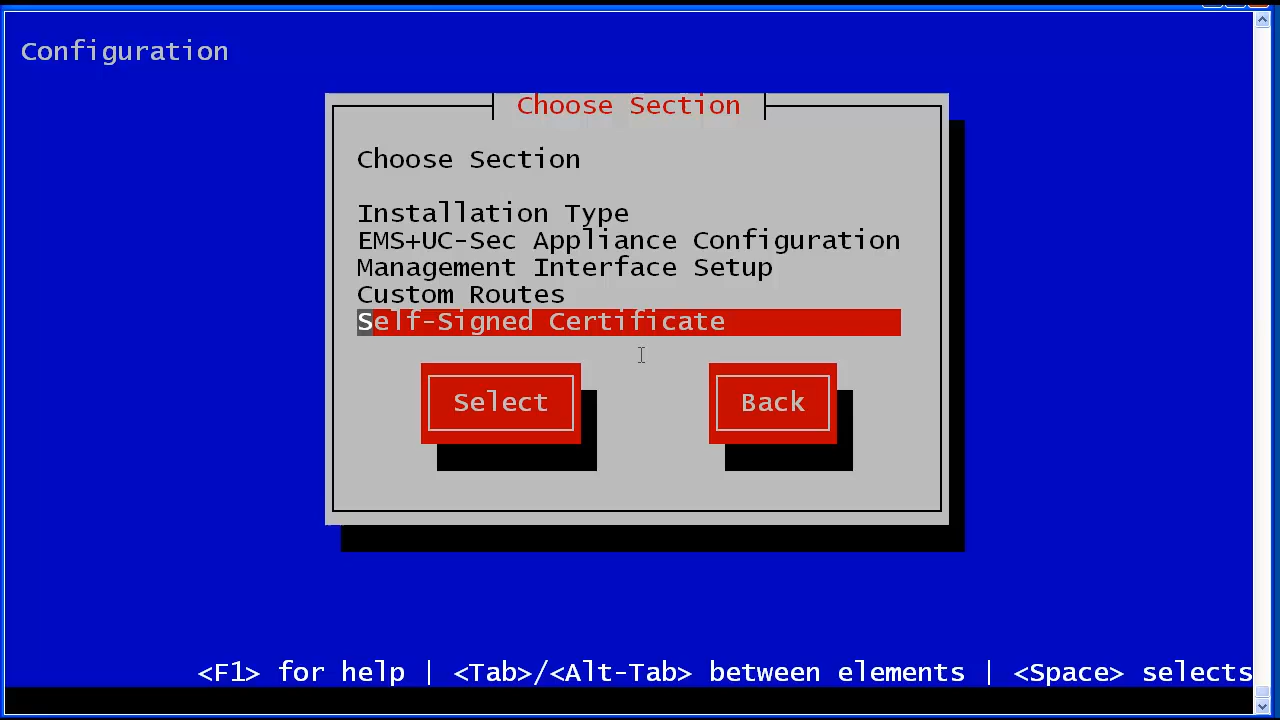 Configuration
Choose Section
Choose Section
Installation Type
EMS+UC-Sec Appliance Configuration
Management Interface Setup
Custom Routes
Self-Signed Certificate
Select Back
<F1> for help | <Tab>/<Alt-Tab> between elements | <Space> selects